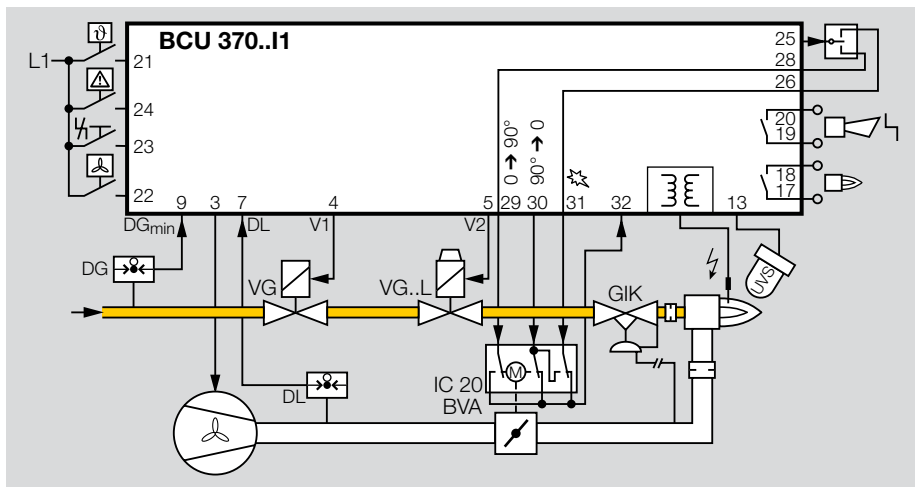 BCU 370..I1
25
28
26
ϑ
L1
21
24
23
22
20
19
18
17
0 → 90°
90° → 0
9 3 7 4 5 29 30 31 32 13
DGmin DL V1 V2
DG
VG
VG..L
GIK
UVS
M
IC 20
BVA
DL